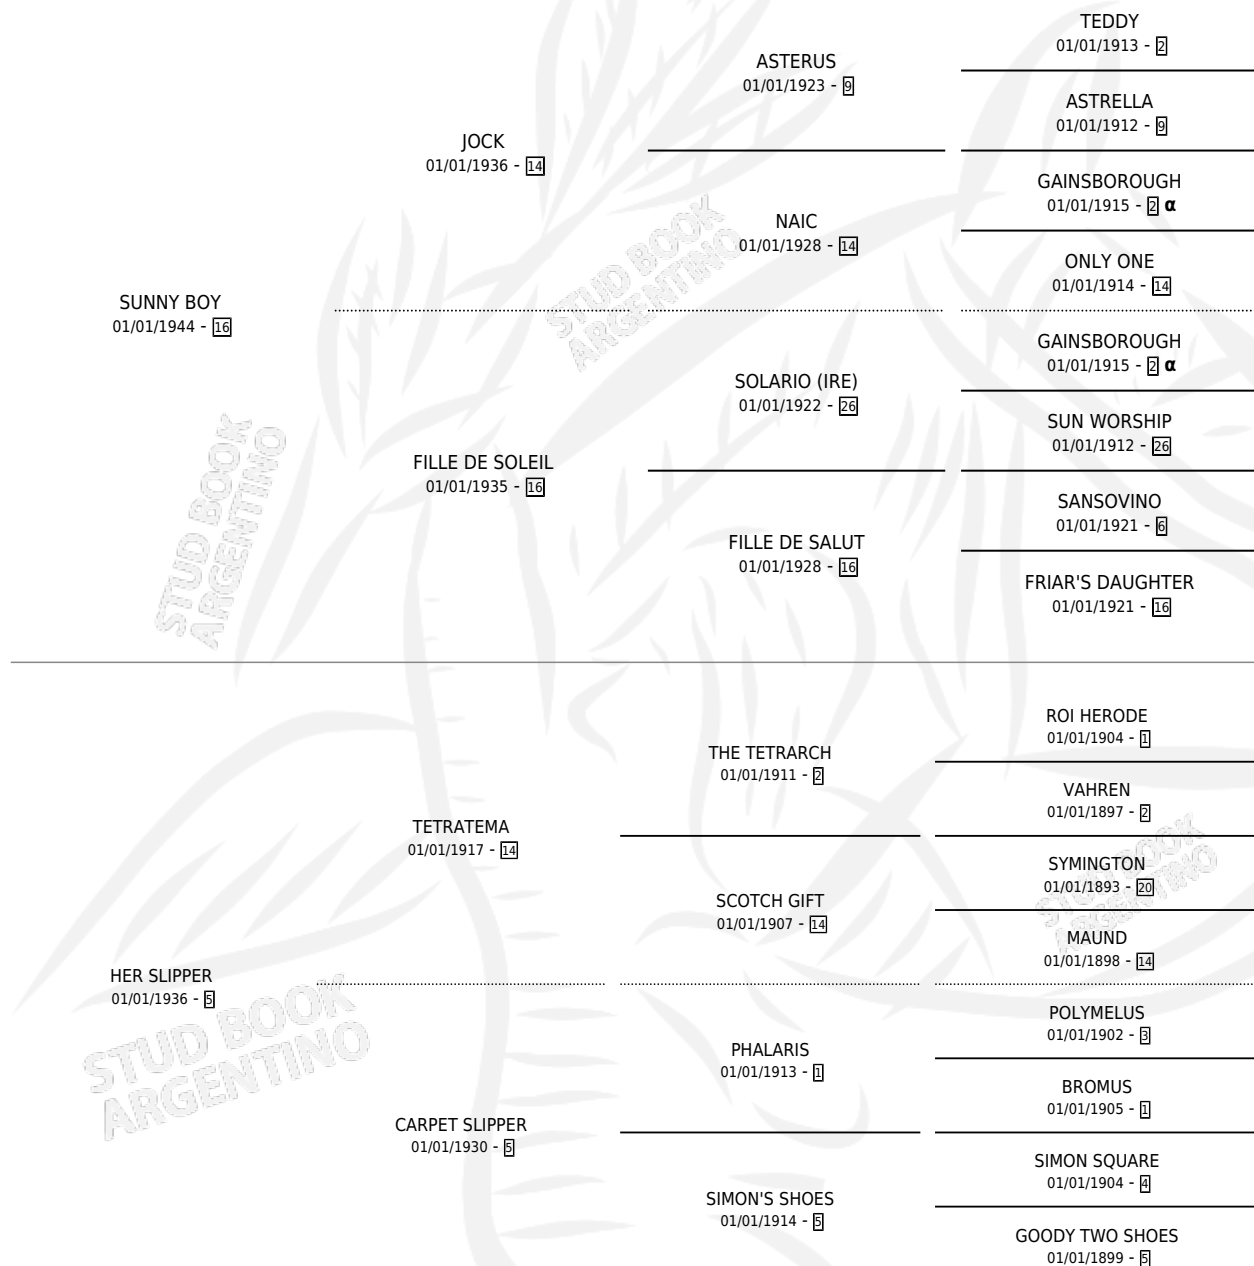 TEDDY
01/01/1913 - 2
ASTERUS
01/01/1923 - 9
ASTRELLA
01/01/1912 - 9
JOCK
01/01/1936 - 14
GAINSBOROUGH
01/01/1915 - 2 α
NAIC
01/01/1928 - 14
ONLY ONE
01/01/1914 - 14
SUNNY BOY
01/01/1944 - 16
GAINSBOROUGH
01/01/1915 - 2 α
SOLARIO (IRE)
01/01/1922 - 26
SUN WORSHIP
01/01/1912 - 26
FILLE DE SOLEIL
01/01/1935 - 16
SANSOVINO
01/01/1921 - 6
FILLE DE SALUT
01/01/1928 - 16
FRIAR'S DAUGHTER
01/01/1921 - 16
ROI HERODE
01/01/1904 - 1
THE TETRARCH
01/01/1911 - 2
VAHREN
01/01/1897 - 2
TETRATEMA
01/01/1917 - 14
SYMINGTON
01/01/1893 - 20
SCOTCH GIFT
01/01/1907 - 14
MAUND
01/01/1898 - 14
HER SLIPPER
01/01/1936 - 5
POLYMELUS
01/01/1902 - 3
PHALARIS
01/01/1913 - 1
BROMUS
01/01/1905 - 1
CARPET SLIPPER
01/01/1930 - 5
SIMON SQUARE
01/01/1904 - 4
SIMON'S SHOES
01/01/1914 - 5
GOODY TWO SHOES
01/01/1899 - 5
STUD BOOK
ARGENTINO
STUD BOOK
ARGENTINO
STUD BOOK
ARGENTINO
STUD BOOK
ARGENTINO